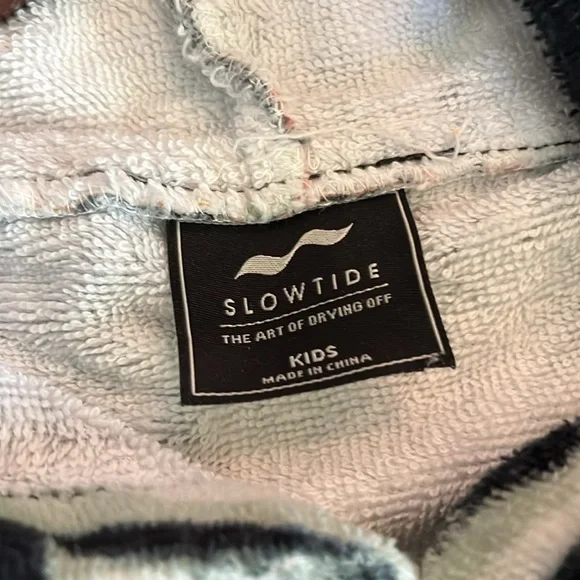 SLOWTIDE
THE ART OF DRYING OFF
KIDS
MADE IN CHINA